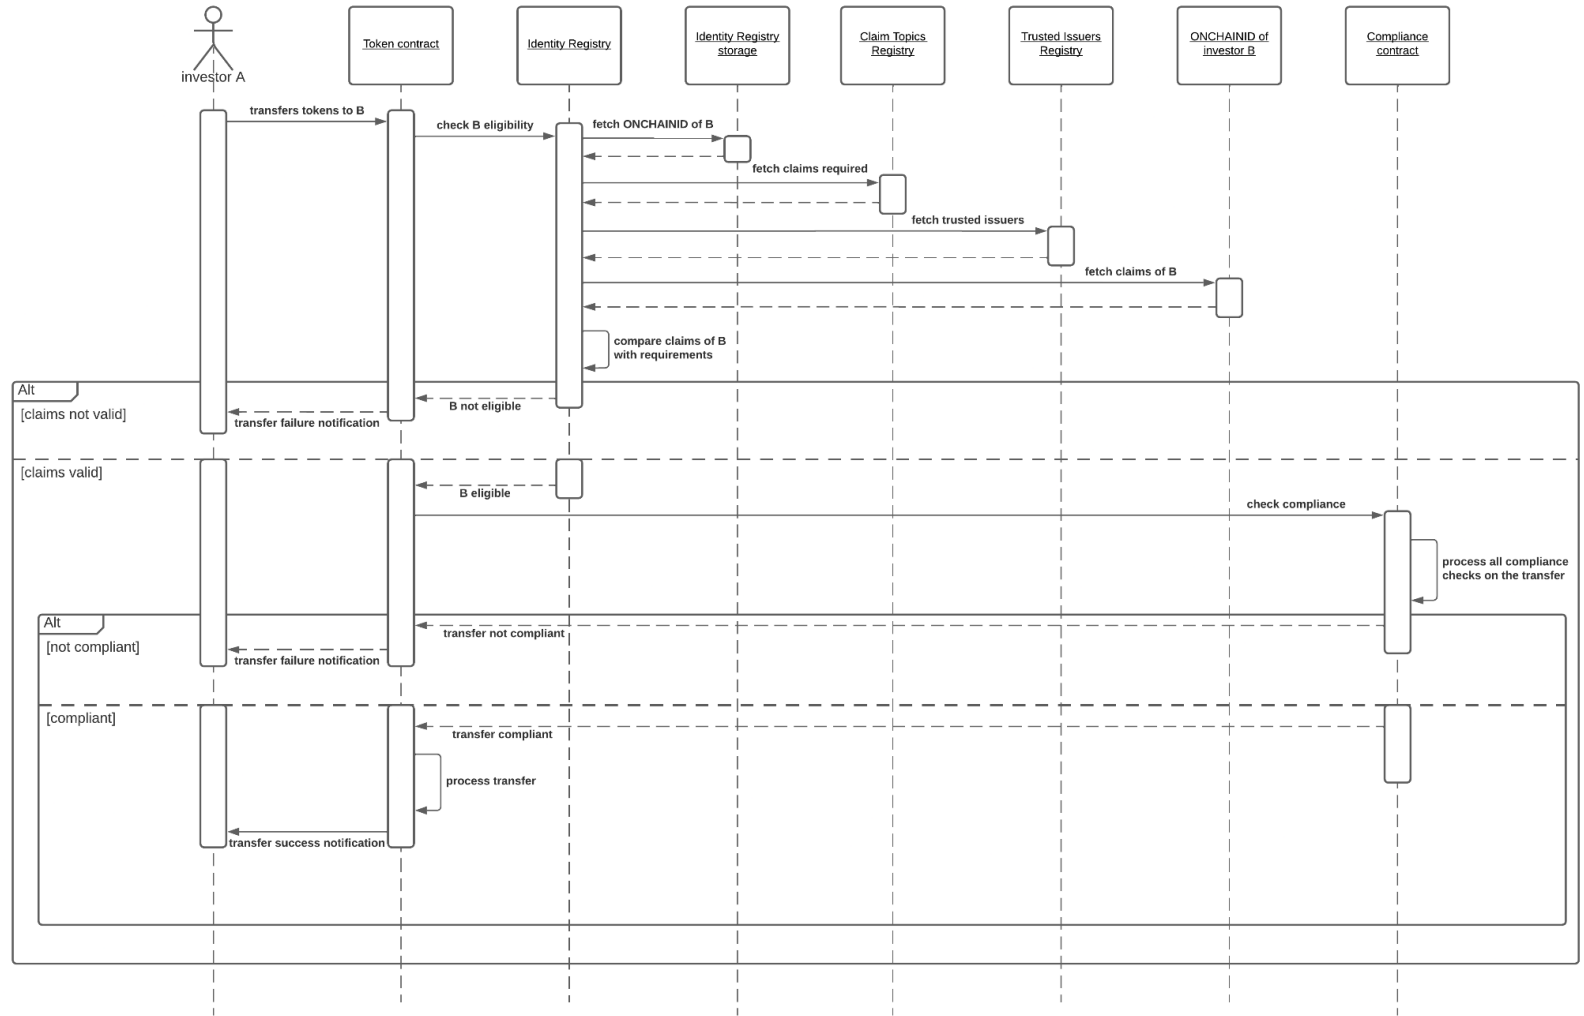 investor A
Token contract
Identity Registry
Identity Registry
storage
Claim Topics
Registry
Trusted Issuers
Registry
ONCHAINID of
investor B
Compliance
contract
transfers tokens to B
check B eligibility
fetch ONCHAINID of B
fetch claims required
fetch trusted issuers
fetch claims of B
compare claims of B
with requirements
Alt
[claims not valid]
B not eligible
transfer failure notification
[claims valid]
B eligible
check compliance
process all compliance
checks on the transfer
Alt
[not compliant]
transfer not compliant
transfer failure notification
[compliant]
transfer compliant
process transfer
transfer success notification